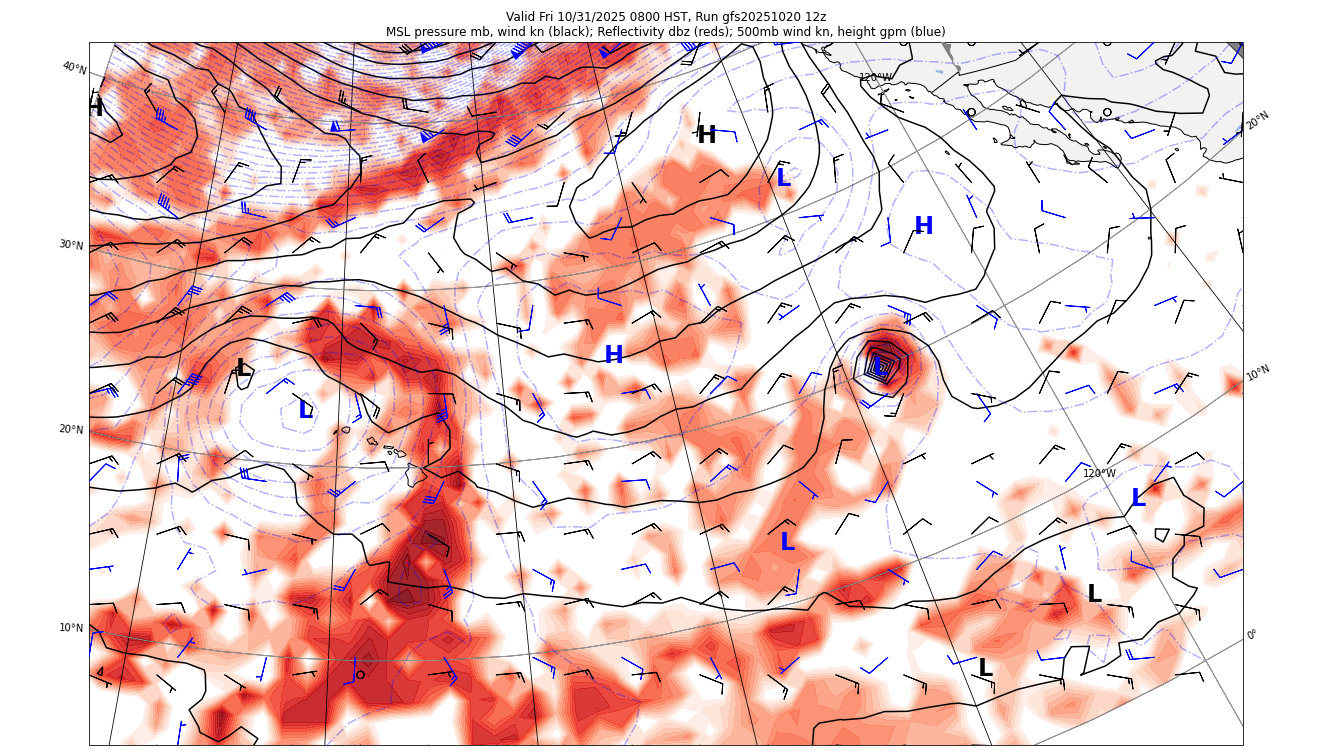 Valid Fri 10/31/2025 0800 HST, Run gfs20251020 12z
MSL pressure mb, wind kn (black); Reflectivity dbz (reds); 500mb wind kn, height gpm (blue)
40°N
120°W
H
H
20°N
L
H
30°N
H
L
L
10°N
L
20°N
120°W
L
L
L
10°N
0°
L